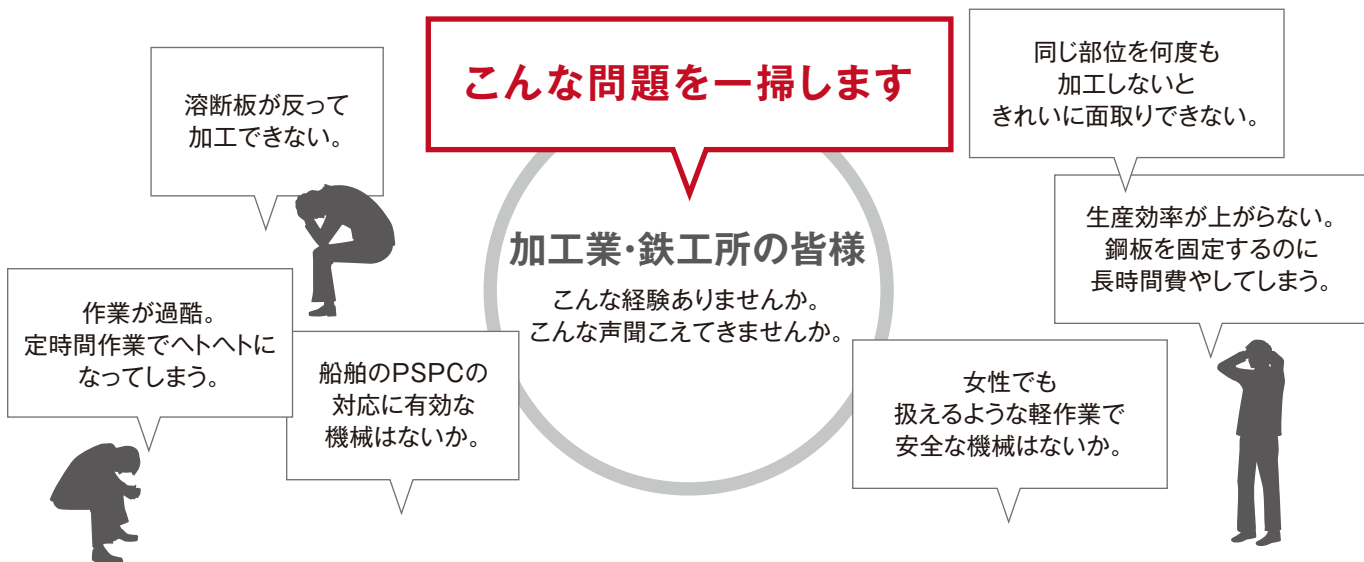 こんな問題を一掃します
溶断板が反って
加工できない。
同じ部位を何度も
加工しないと
きれいに面取りできない。
加工業・鉄工所の皆様
こんな経験ありませんか。
こんな声聞こえてきませんか。
生産効率が上がらない。
鋼板を固定するのに
長時間費やしてしまう。
作業が過酷。
定時間作業でヘトヘトに
なってしまう。
船舶のPSPCの
対応に有効な
機械はないか。
女性でも
扱えるような軽作業で
安全な機械はないか。